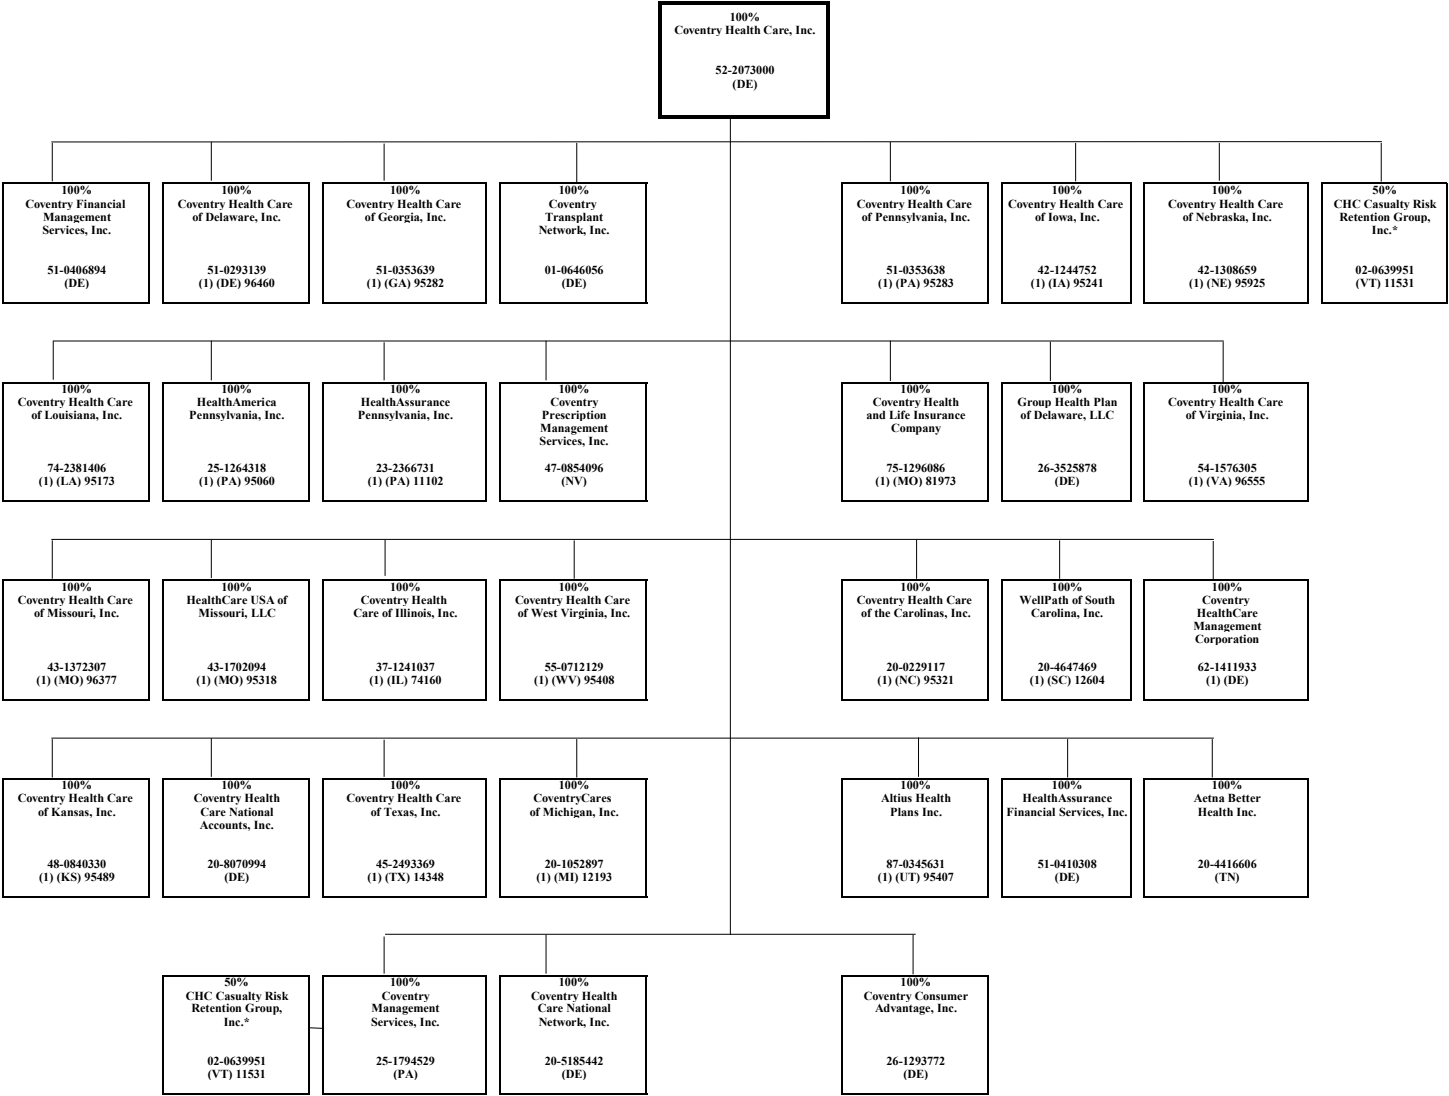 100%
Coventry Health Care, Inc.
52-2073000
(DE)
100%
Coventry Financial
Management
Services, Inc.
51-0406894
(DE)
100%
Coventry Health Care
of Delaware, Inc.
51-0293139
(1) (DE) 96460
100%
Coventry Health Care
of Georgia, Inc.
51-0353639
(1) (GA) 95282
100%
Coventry
Transplant
Network, Inc.
01-0646056
(DE)
100%
Coventry Health Care
of Pennsylvania, Inc.
51-0353638
(1) (PA) 95283
100%
Coventry Health Care
of Iowa, Inc.
42-1244752
(1) (IA) 95241
100%
Coventry Health Care
of Nebraska, Inc.
42-1308659
(1) (NE) 95925
50%
CHC Casualty Risk
Retention Group,
Inc.*
02-0639951
(VT) 11531
100%
Coventry Health Care
of Louisiana, Inc.
74-2381406
(1) (LA) 95173
100%
HealthAmerica
Pennsylvania, Inc.
25-1264318
(1) (PA) 95060
100%
HealthAssurance
Pennsylvania, Inc.
23-2366731
(1) (PA) 11102
100%
Coventry
Prescription
Management
Services, Inc.
47-0854096
(NV)
100%
Coventry Health
and Life Insurance
Company
75-1296086
(1) (MO) 81973
100%
Group Health Plan
of Delaware, LLC
26-3525878
(DE)
100%
Coventry Health Care
of Virginia, Inc.
54-1576305
(1) (VA) 96555
100%
Coventry Health Care
of Missouri, Inc.
43-1372307
(1) (MO) 96377
100%
HealthCare USA of
Missouri, LLC
43-1702094
(1) (MO) 95318
100%
Coventry Health
Care of Illinois, Inc.
37-1241037
(1) (IL) 74160
100%
Coventry Health Care
of West Virginia, Inc.
55-0712129
(1) (WV) 95408
100%
Coventry Health Care
of the Carolinas, Inc.
20-0229117
(1) (NC) 95321
100%
WellPath of South
Carolina, Inc.
20-4647469
(1) (SC) 12604
100%
Coventry
HealthCare
Management
Corporation
62-1411933
(1) (DE)
100%
Coventry Health Care
of Kansas, Inc.
48-0840330
(1) (KS) 95489
100%
Coventry Health
Care National
Accounts, Inc.
20-8070994
(DE)
100%
Coventry Health Care
of Texas, Inc.
45-2493369
(1) (TX) 14348
100%
CoventryCares
of Michigan, Inc.
20-1052897
(1) (MI) 12193
100%
Altius Health
Plans Inc.
87-0345631
(1) (UT) 95407
100%
HealthAssurance
Financial Services, Inc.
51-0410308
(DE)
100%
Aetna Better
Health Inc.
20-4416606
(TN)
50%
CHC Casualty Risk
Retention Group,
Inc.*
02-0639951
(VT) 11531
100%
Coventry
Management
Services, Inc.
25-1794529
(PA)
100%
Coventry Health
Care National
Network, Inc.
20-5185442
(DE)
100%
Coventry Consumer
Advantage, Inc.
26-1293772
(DE)